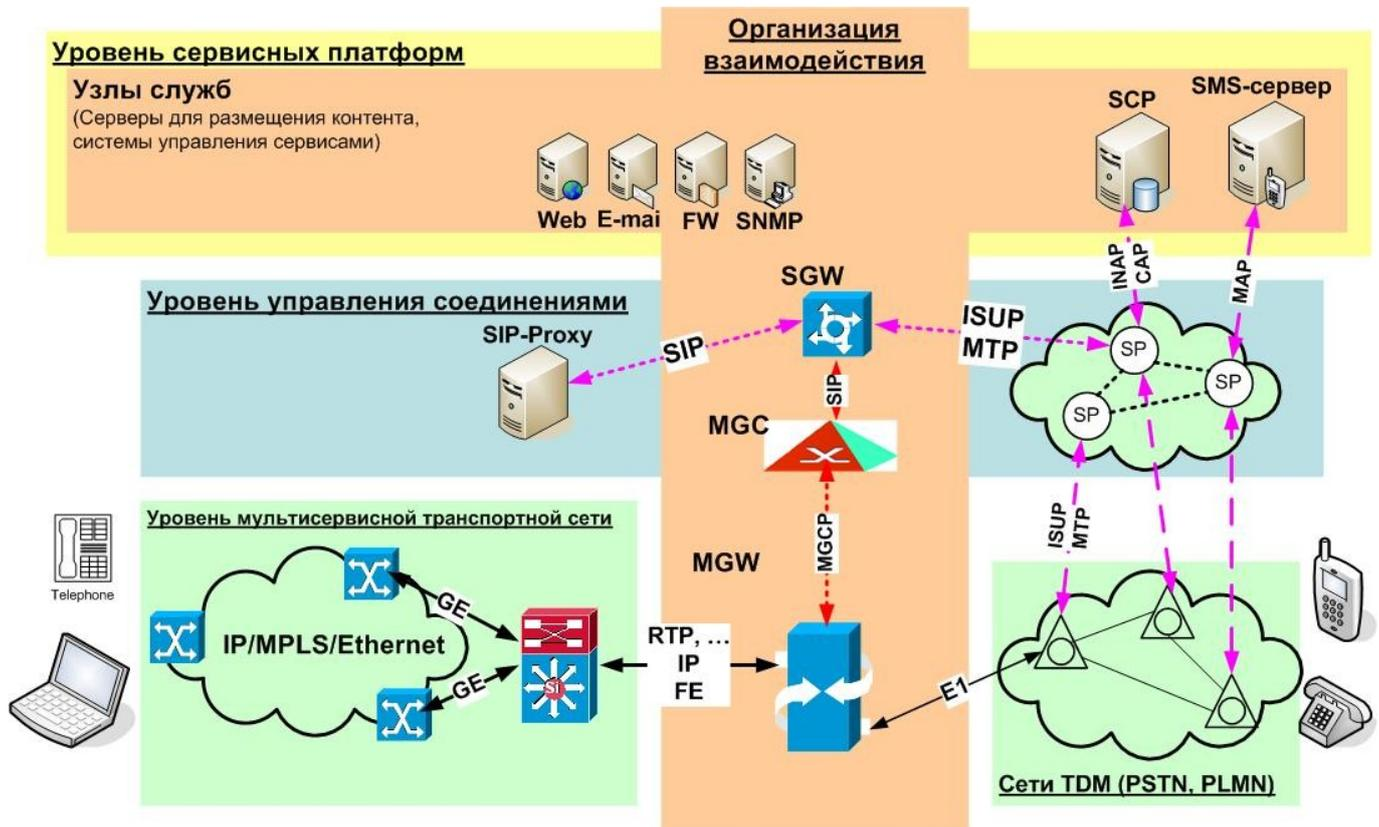 Организация
взаимодействия
Уровень сервисных платформ
Узлы служб
(Серверы для размещения контента,
системы управления сервисами)
SCP
SMS-сервер
Web
E-mai
FW
SNMP
INAP
CAP
MAP
Уровень управления соединениями
SGW
SIP-Proxy
SIP
ISUP
MTP
SP
SP
SP
SIP
MGC
Уровень мультисервисной транспортной сети
MGCP
ISUP
MTP
MGW
Telephone
GE
IP/MPLS/Ethernet
GE
Si
RTP, ...
IP
FE
E1
Сети TDM (PSTN, PLMN)